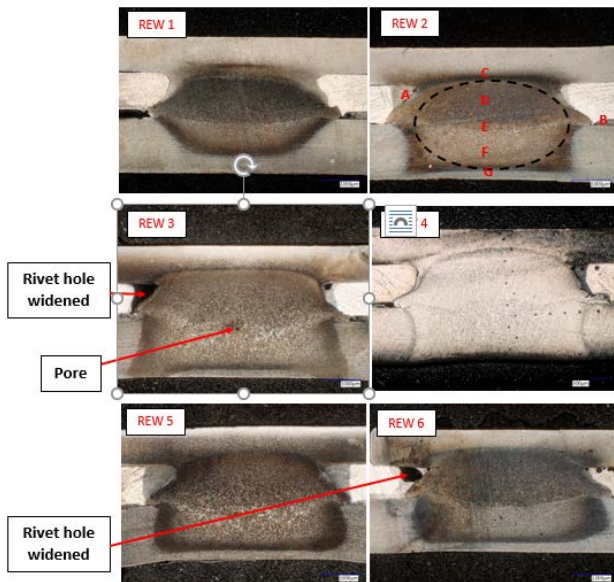 REW 1
REW 2
C
A
D
B
E
F
G
REW 3
4
Rivet hole
widened
Pore
REW 5
REW 6
Rivet hole
widened